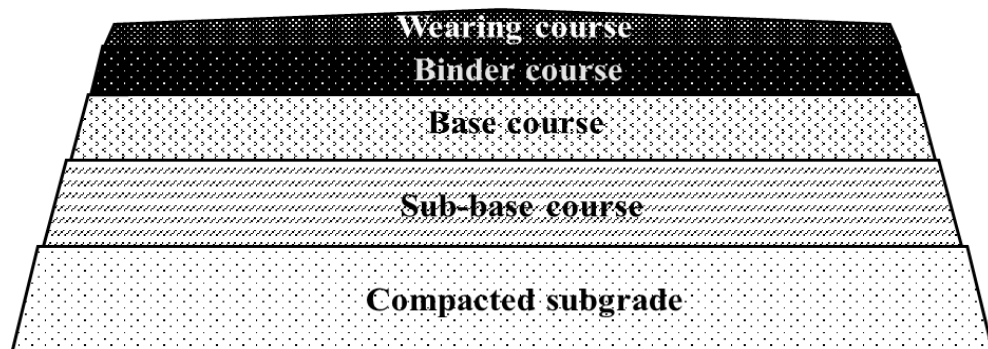 Wearing course
Binder course
Base course
Sub-base course
Compacted subgrade